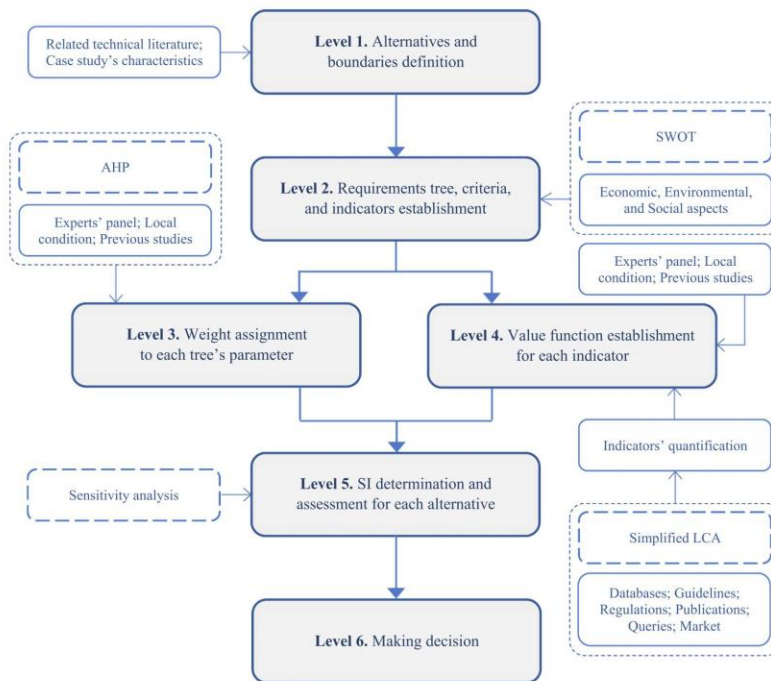 Related technical literature;
Case study's characteristics
Level 1. Alternatives and
boundaries definition
AHP
Experts' panel; Local
condition; Previous studies
Level 2. Requirements tree, criteria,
and indicators establishment
SWOT
Economic, Environmental,
and Social aspects
Experts' panel; Local
condition; Previous studies
Level 3. Weight assignment
to each tree's parameter
Level 4. Value function establishment
for each indicator
Indicators' quantification
Sensitivity analysis
Level 5. SI determination and
assessment for each alternative
Simplified LCA
Databases; Guidelines;
Regulations; Publications;
Queries; Market
Level 6. Making decision